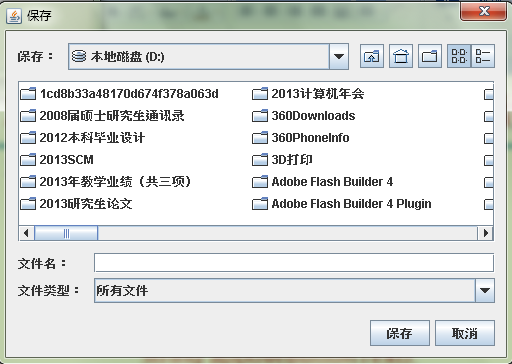 保存
保存： 本地磁盘 (D:)
1cd8b33a48170d674f378a063d
2008届硕士研究生通讯录
2012本科毕业设计
2013SCM
2013年教学业绩（共三项）
2013研究生论文
2013计算机年会
360Downloads
360PhoneInfo
3D打印
Adobe Flash Builder 4
Adobe Flash Builder 4 Plugin
文件名：
文件类型： 所有文件
保存 取消